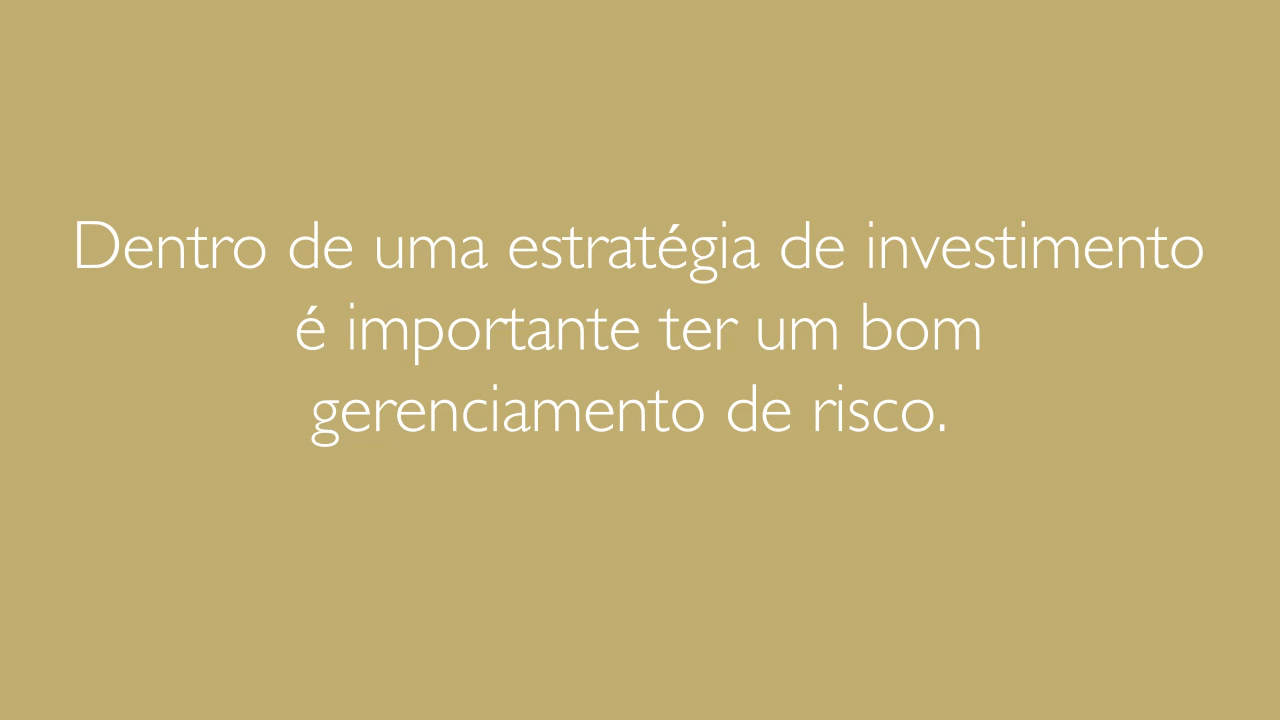 Dentro de uma estratégia de investimento
é importante ter um bom
gerenciamento de risco.